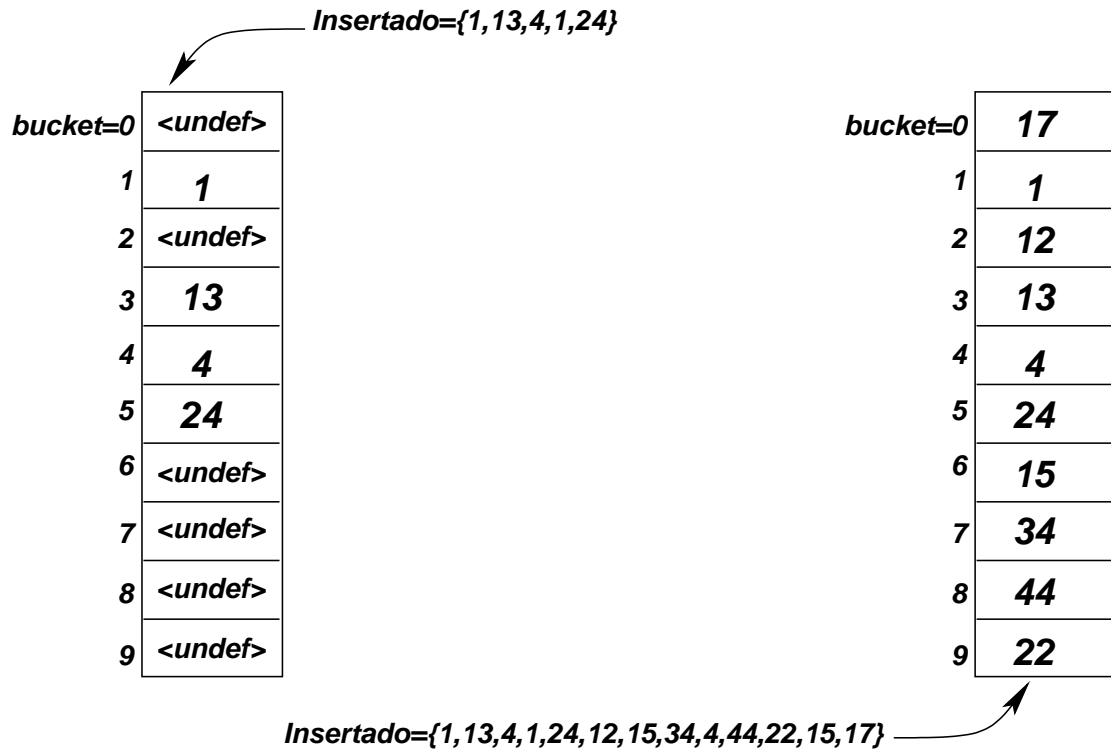 Insertado={1,13,4,1,24}
bucket=0 <undef> bucket=0 17
1 1 1 1
2 <undef> 2 12
3 13 3 13
4 4 4 4
5 24 5 24
6 <undef> 6 15
7 <undef> 7 34
8 <undef> 8 44
9 <undef> 9 22
Insertado={1,13,4,1,24,12,15,34,4,44,22,15,17}